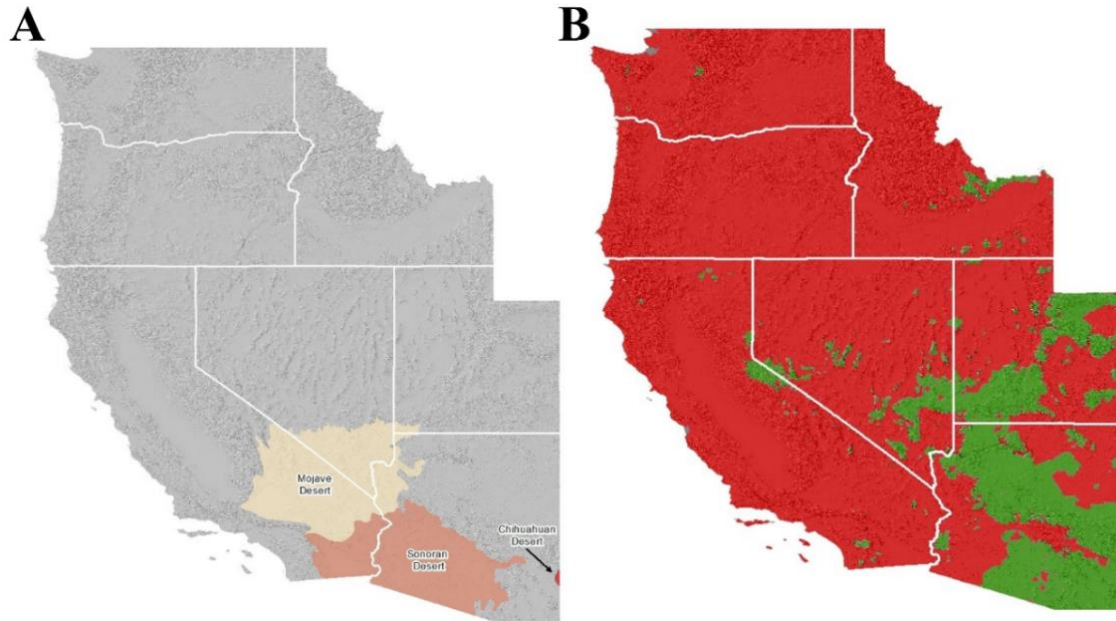 A
B
Mojave
Desert
Chihuahuan
Desert
Sonoran
Desert